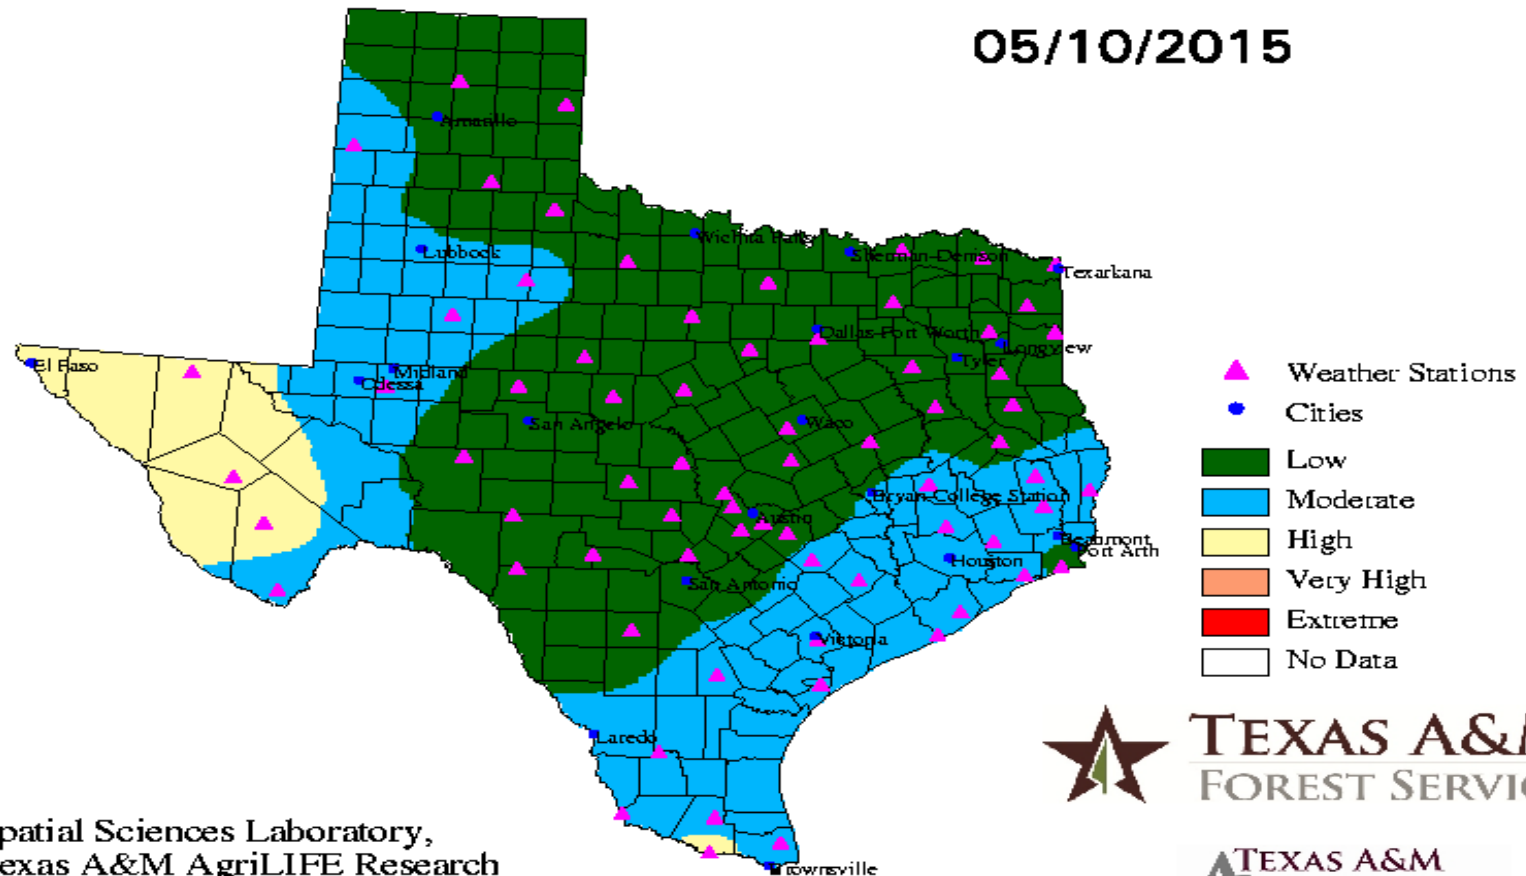 05/10/2015
Amarillo
Lubbock
Wichita Falls
Sherman-Denison
Texarkana
Dallas-Fort Worth
Longview
Tyler
El Paso
Midland
Odessa
San Angelo
Waco
Bryan-College Station
Austin
Beaumont
Port Arth
Houston
San Antonio
Victoria
Laredo
Brownsville
Weather Stations
Cities
Low
Moderate
High
Very High
Extreme
No Data
TEXAS A&M
FOREST SERVIC
patial Sciences Laboratory,
exas A&M AgriLIFE Research
TEXAS A&M